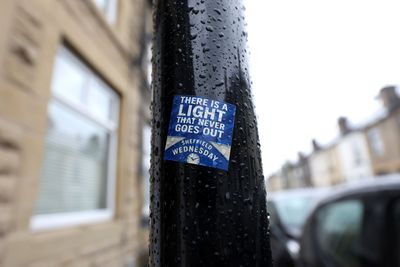 THERE IS A
LIGHT
THAT NEVER
GOES OUT
SHEFFIELD
WEDNESDAY